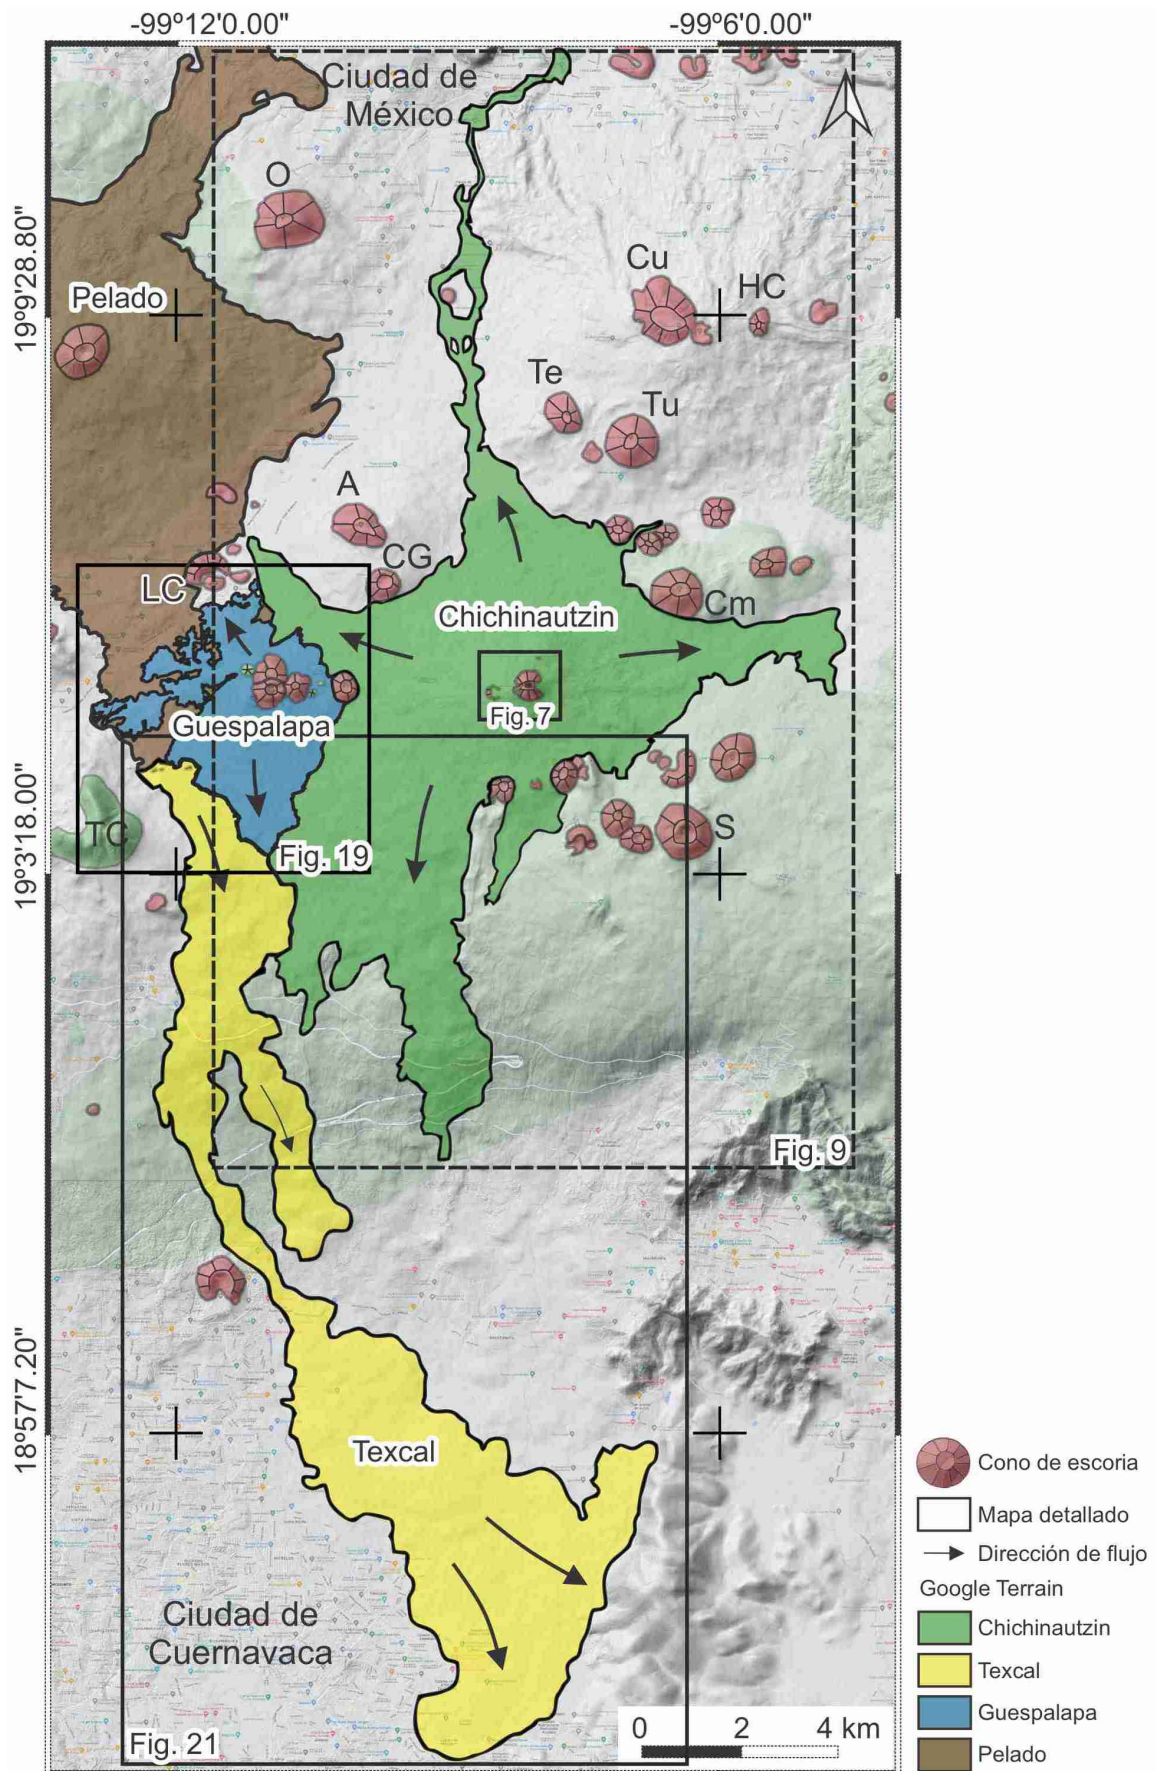 -99º12'0.00"
-99º6'0.00"
Ciudad de
México
O
19º9'28.80"
Pelado
Cu
HC
Te
Tu
A
CG
LC
Cm
Chichinautzin
Guespalapa
Fig. 7
19º3'18.00"
TC
S
Fig. 19
Fig. 9
18º57'7.20"
Texcal
Ciudad de
Cuernavaca
Fig. 21
0 2 4 km
Cono de escoria
Mapa detallado
Dirección de flujo
Google Terrain
Chichinautzin
Texcal
Guespalapa
Pelado